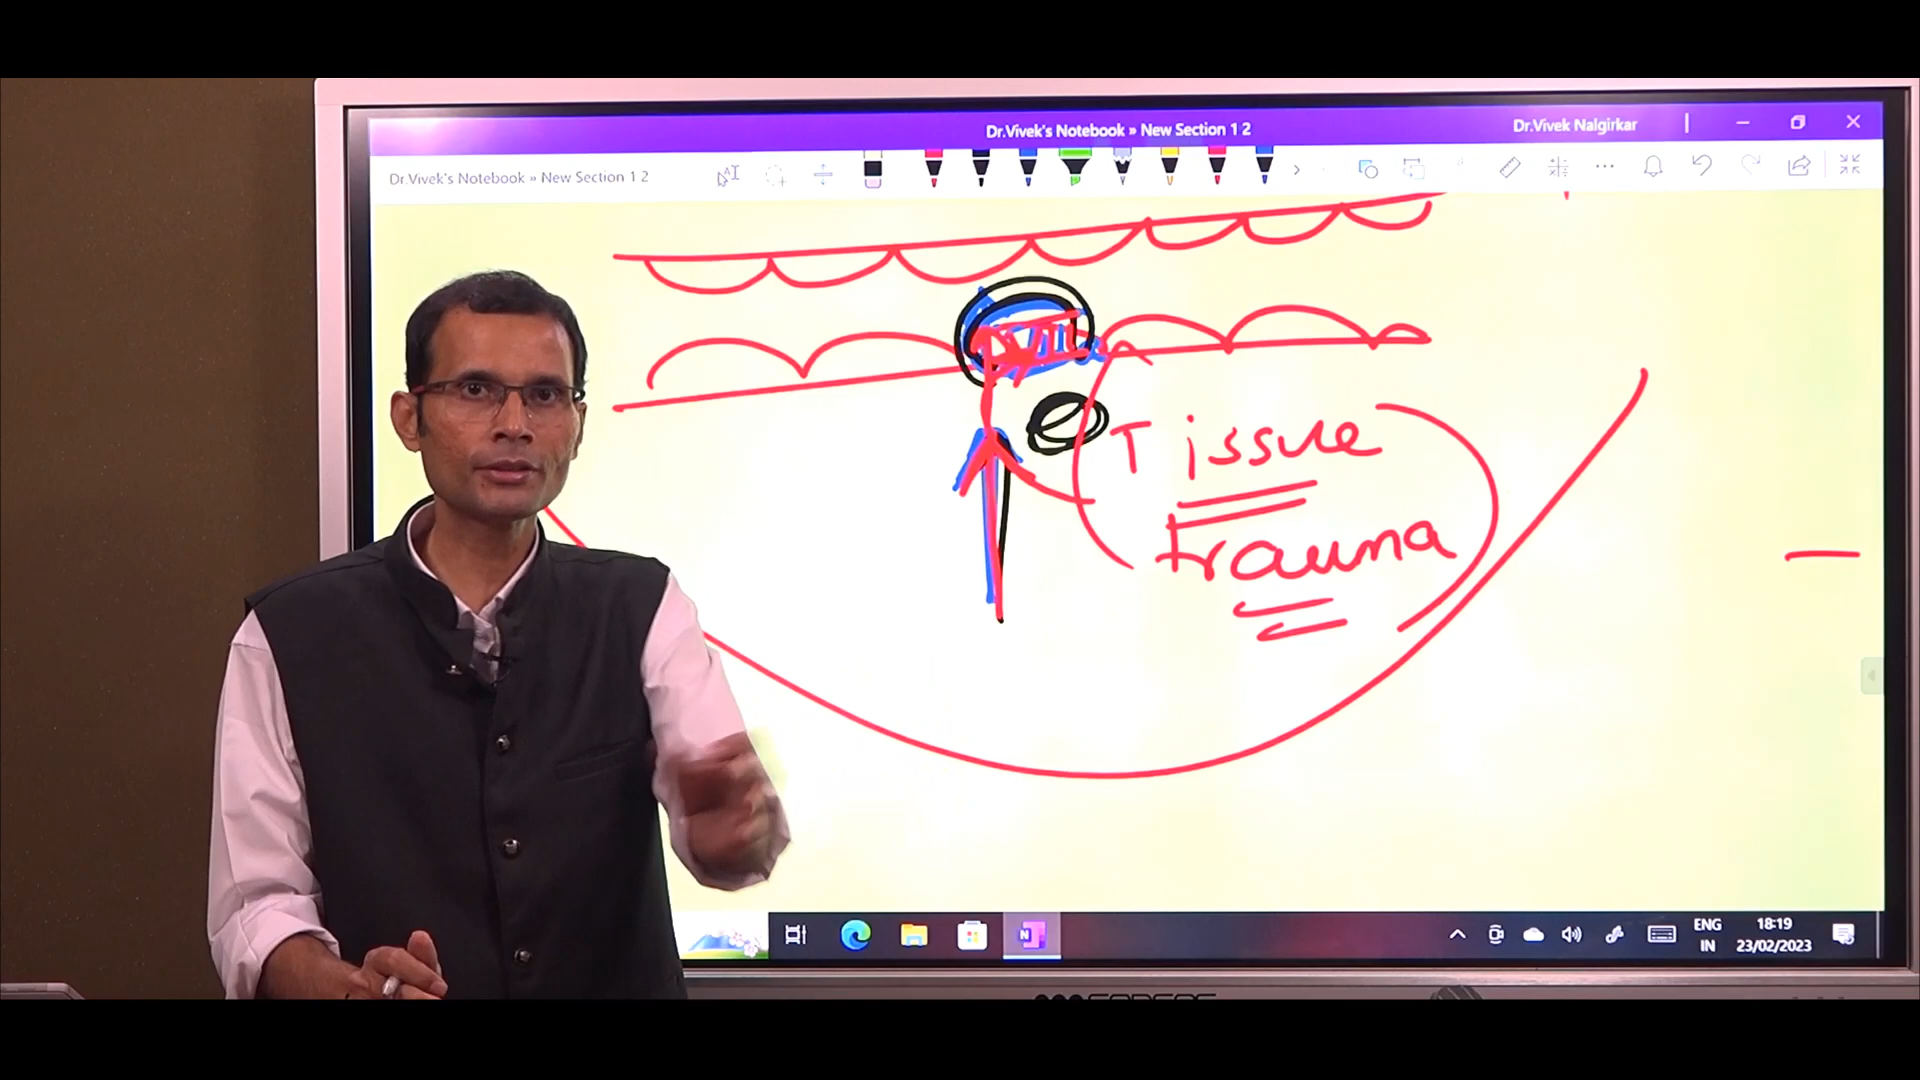 Dr.Vivek's Notebook » New Section 1 2
Dr.Vivek Nalgirkar
Dr.Vivek's Notebook » New Section 1 2
Tissue
trauma
ENG
IN
18:19
23/02/2023